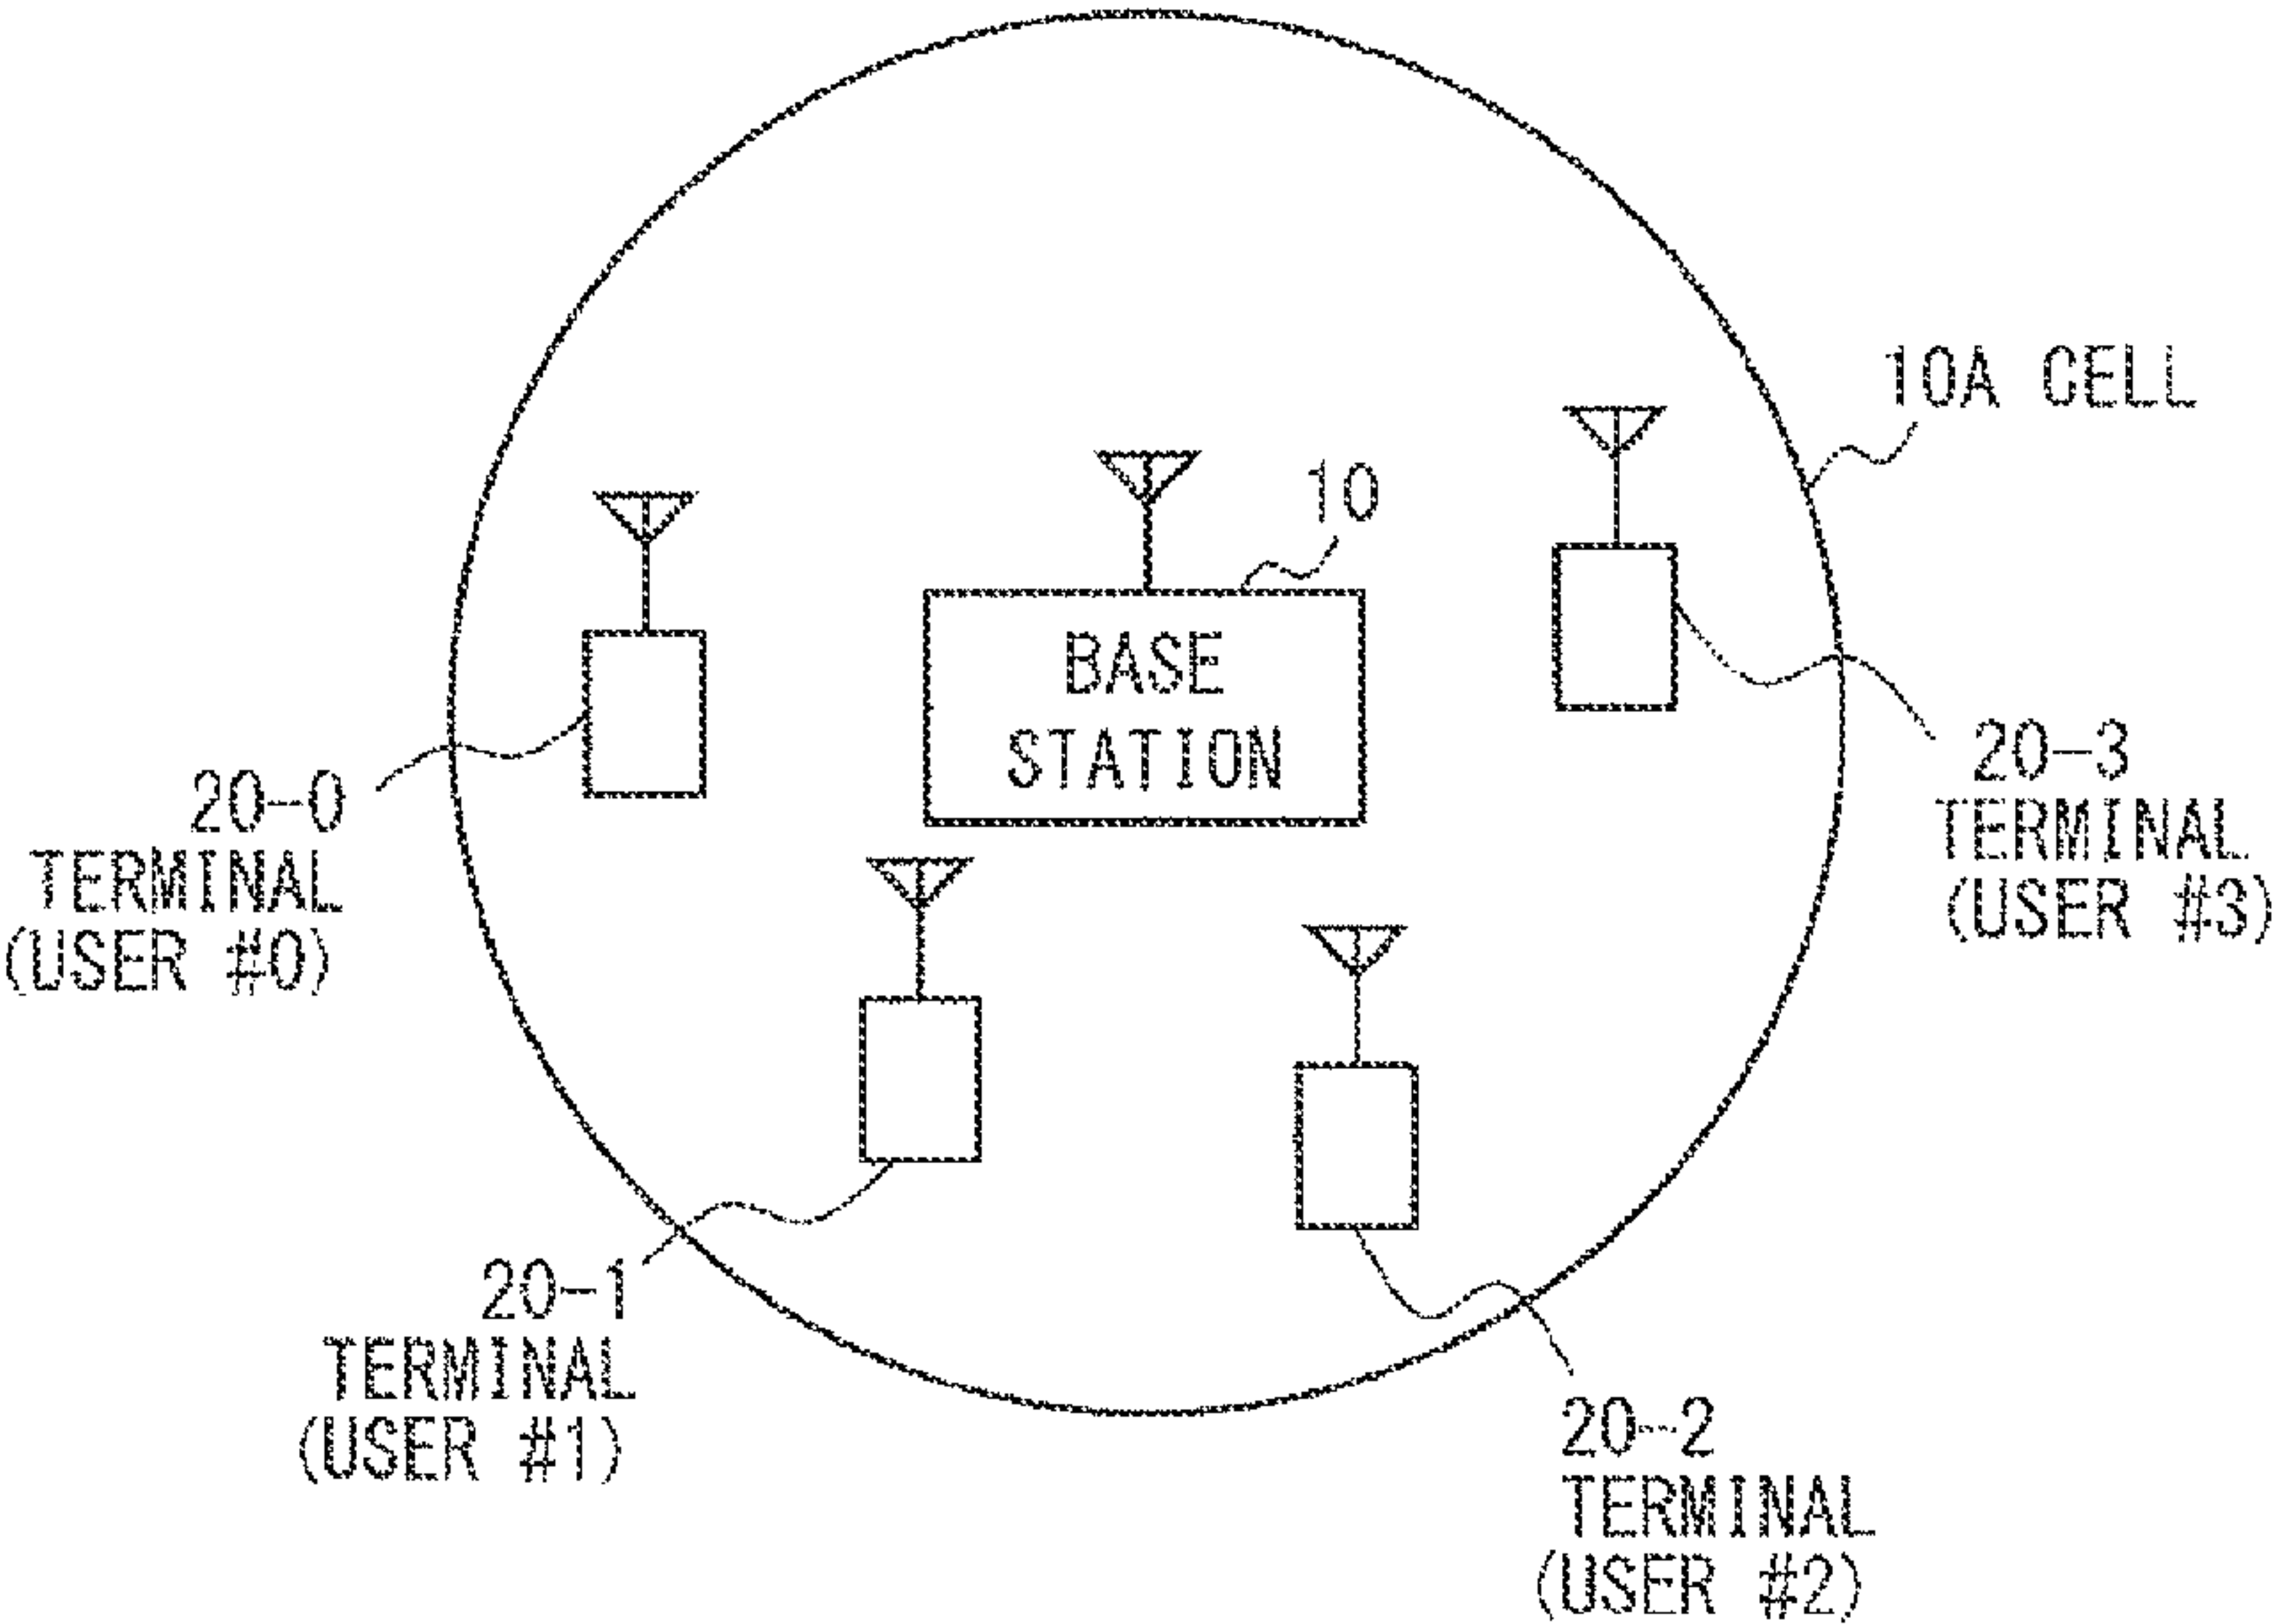 10A CELL
10
BASE
STATION
20-0
TERMINAL
(USER #0)
20-3
TERMINAL
(USER #3)
20-1
TERMINAL
(USER #1)
20-2
TERMINAL
(USER #2)